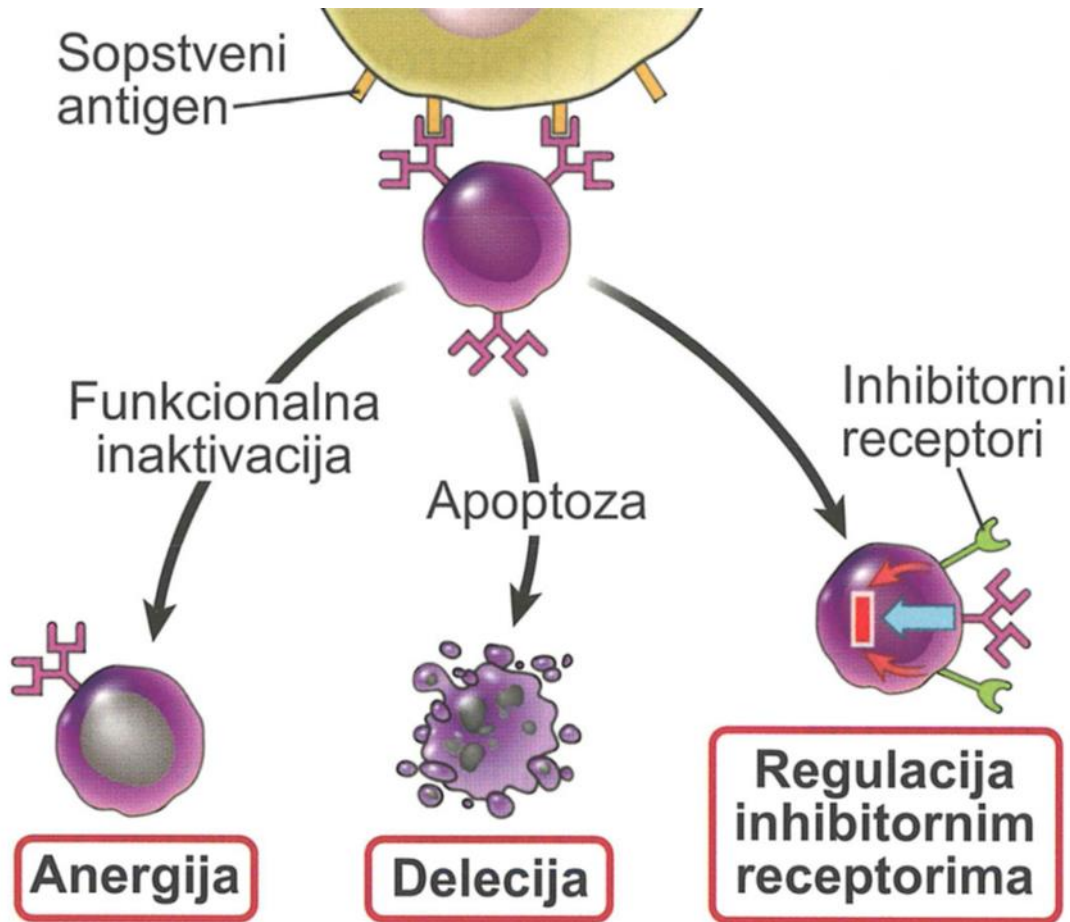 Sopstveni
antigen
Funkcionalna
inaktivacija
Apoptoza
Inhibitorni
receptori
Anergija
Delecija
Regulacija
inhibitornim
receptorima